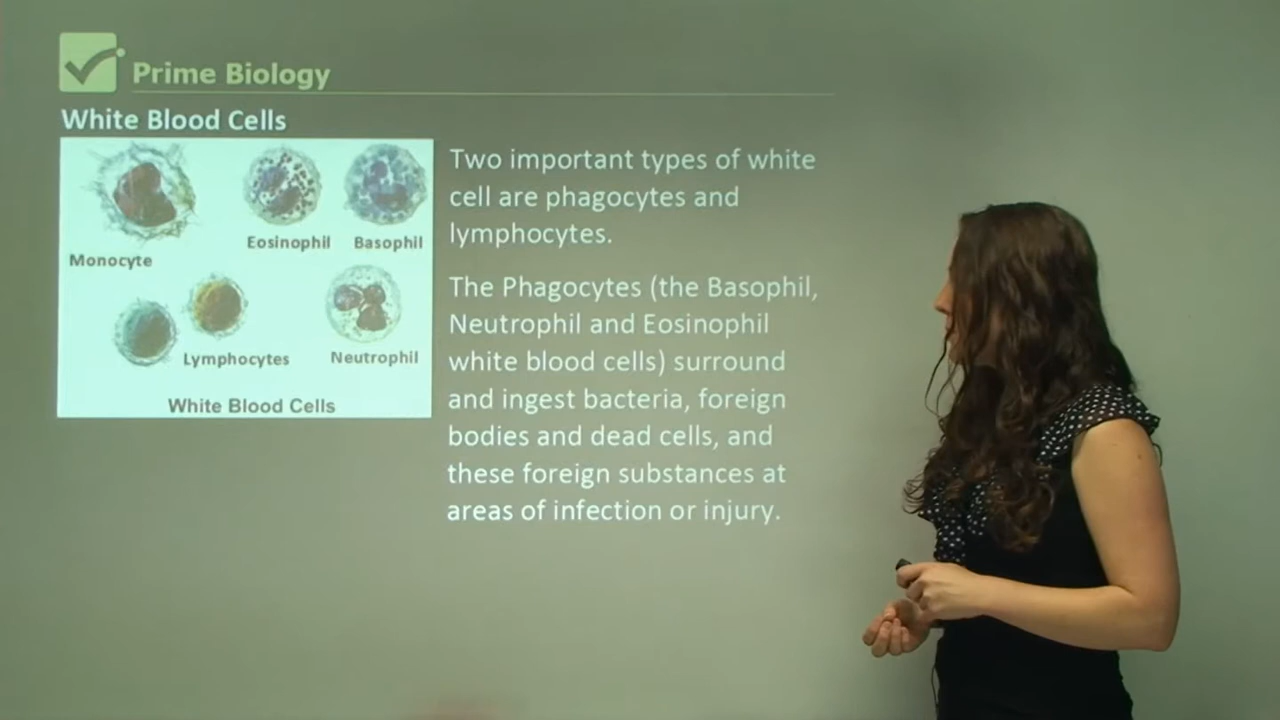 Prime Biology
White Blood Cells
Monocyte
Eosinophil
Basophil
Lymphocytes
Neutrophil
White Blood Cells
Two important types of white
cell are phagocytes and
lymphocytes.
The Phagocytes (the Basophil,
Neutrophil and Eosinophil
white blood cells) surround
and ingest bacteria, foreign
bodies and dead cells, and
these foreign substances at
areas of infection or injury.